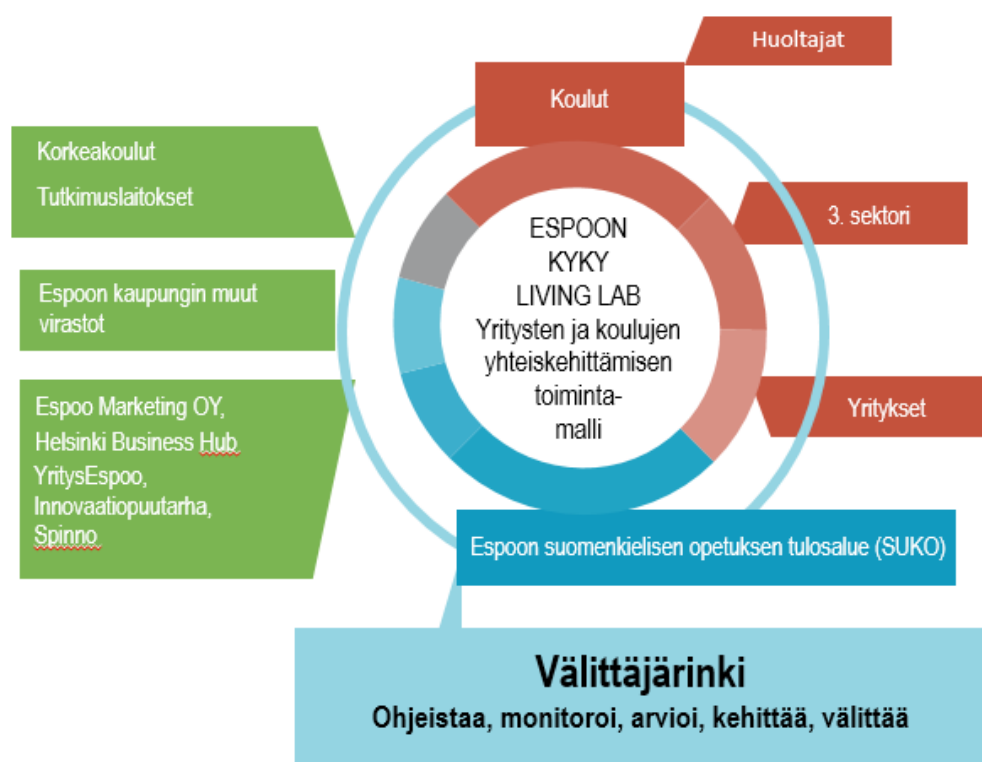 Huoltajat
Koulut
Korkeakoulut
Tutkimuslaitokset
3. sektori
ESPOON
KYKY
LIVING LAB
Yritysten ja koulujen
yhteiskehittämisen
toiminta-
malli
Espoon kaupungin muut
virastot
Espoo Marketing OY,
Helsinki Business Hub
YritysEspoo,
Innovaatiopuutarha,
Spinno
Yritykset
Espoon suomenkielisen opetuksen tulosalue (SUKO)
Välittäjärinki
Ohjeistaa, monitoroi, arvioi, kehittää, välittää